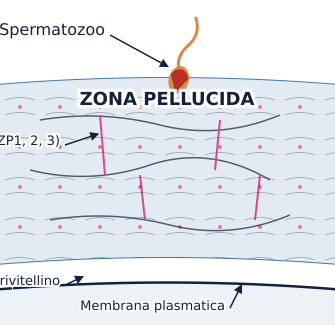 Spermatozoo
ZONA PELLUCIDA
ZP1, 2, 3)
rivitellino
Membrana plasmatica